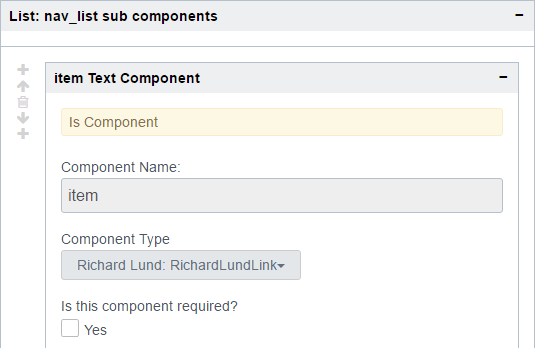 List: nav_list sub components
item Text Component
Is Component
Component Name:
item
Component Type
Richard Lund: RichardLundLink
Is this component required?
Yes